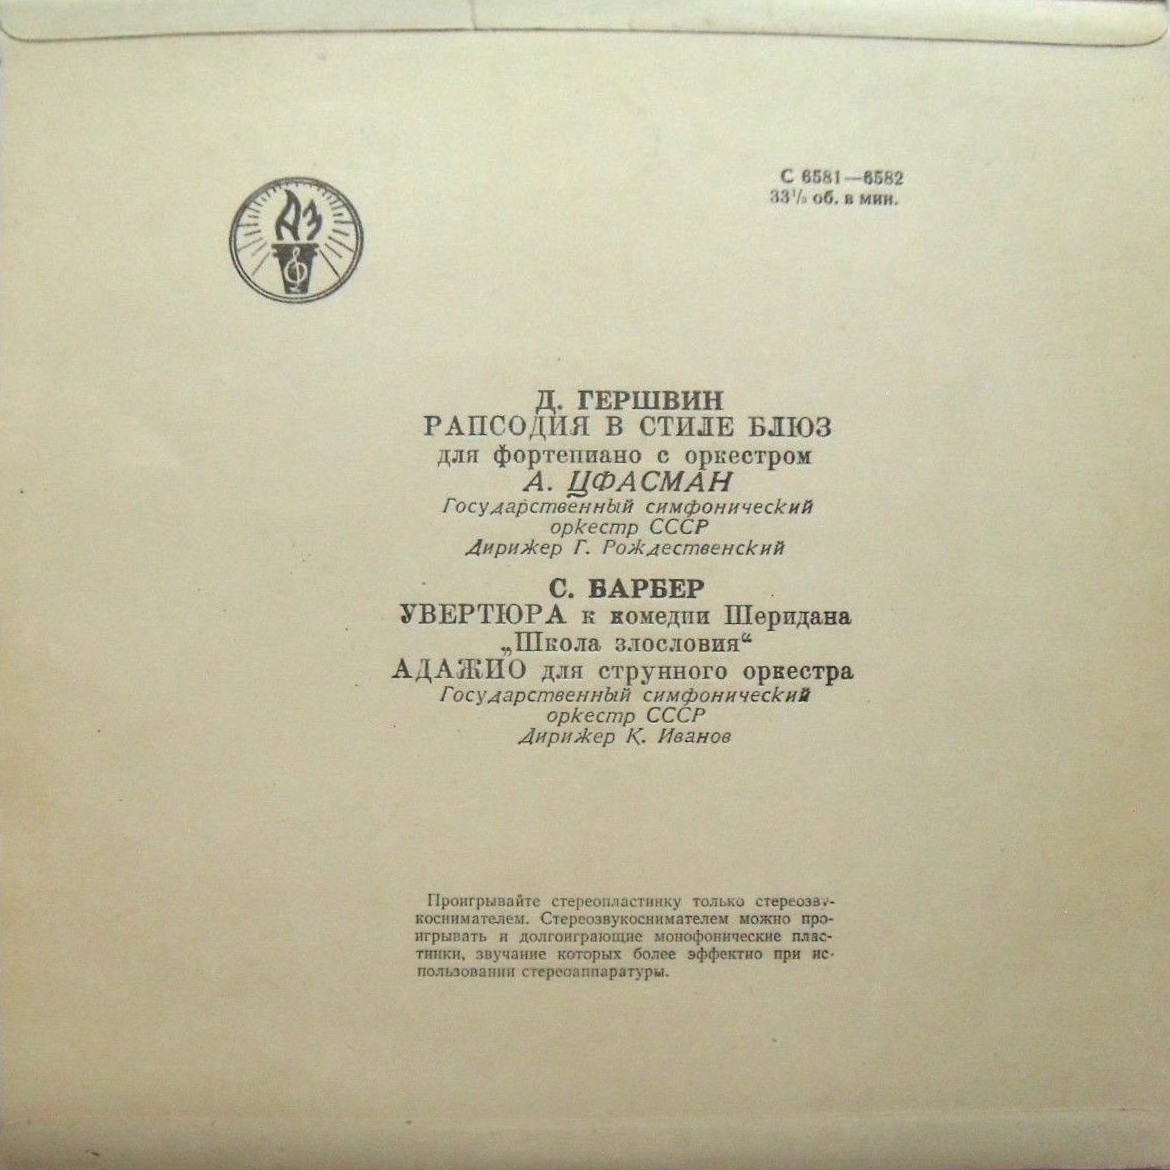 АЗ
С 6581—6582
33⅓ об. в мин.
Д. ГЕРШВИН
РАПСОДИЯ В СТИЛЕ БЛЮЗ
для фортепиано с оркестром
А. ЦФАСМАН
Государственный симфонический
оркестр СССР
Дирижер Г. Рождественский
С. БАРБЕР
УВЕРТЮРА к комедии Шеридана
„Школа злословия“
АДАЖИО для струнного оркестра
Государственный симфонический
оркестр СССР
Дирижер К. Иванов
Проигрывайте стереопластинку только стереозву-
коснимателем. Стереозвукоснимателем можно про-
игрывать и долгоиграющие монофонические плас-
тинки, звучание которых более эффектно при ис-
пользовании стереоаппаратуры.